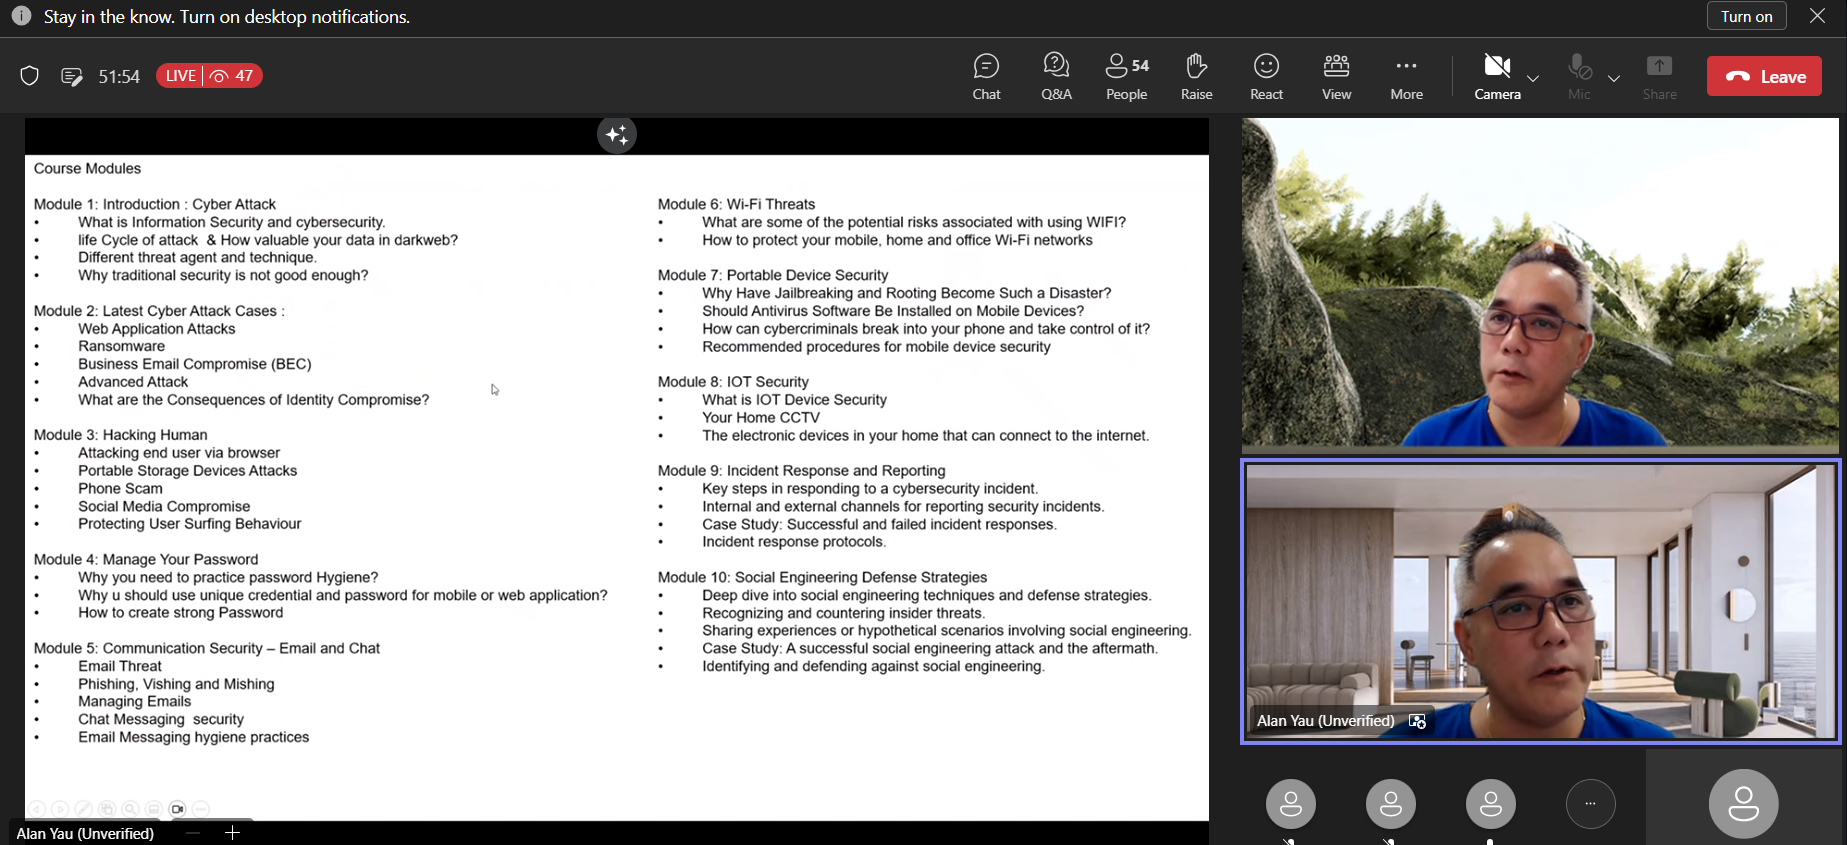 Stay in the know. Turn on desktop notifications.
Turn on
51:54
LIVE
47
Chat
Q&A
54
People
Raise
React
View
More
Camera
Mic
Share
Leave
Course Modules
Module 1: Introduction : Cyber Attack
• What is Information Security and cybersecurity.
• life Cycle of attack & How valuable your data in darkweb?
• Different threat agent and technique.
• Why traditional security is not good enough?
Module 2: Latest Cyber Attack Cases :
• Web Application Attacks
• Ransomware
• Business Email Compromise (BEC)
• Advanced Attack
• What are the Consequences of Identity Compromise?
Module 3: Hacking Human
• Attacking end user via browser
• Portable Storage Devices Attacks
• Phone Scam
• Social Media Compromise
• Protecting User Surfing Behaviour
Module 4: Manage Your Password
• Why you need to practice password Hygiene?
• Why u should use unique credential and password for mobile or web application?
• How to create strong Password
Module 5: Communication Security – Email and Chat
• Email Threat
• Phishing, Vishing and Mishing
• Managing Emails
• Chat Messaging security
• Email Messaging hygiene practices
Module 6: Wi-Fi Threats
• What are some of the potential risks associated with using WIFI?
• How to protect your mobile, home and office Wi-Fi networks
Module 7: Portable Device Security
• Why Have Jailbreaking and Rooting Become Such a Disaster?
• Should Antivirus Software Be Installed on Mobile Devices?
• How can cybercriminals break into your phone and take control of it?
• Recommended procedures for mobile device security
Module 8: IOT Security
• What is IOT Device Security
• Your Home CCTV
• The electronic devices in your home that can connect to the internet.
Module 9: Incident Response and Reporting
• Key steps in responding to a cybersecurity incident.
• Internal and external channels for reporting security incidents.
• Case Study: Successful and failed incident responses.
• Incident response protocols.
Module 10: Social Engineering Defense Strategies
• Deep dive into social engineering techniques and defense strategies.
• Recognizing and countering insider threats.
• Sharing experiences or hypothetical scenarios involving social engineering.
• Case Study: A successful social engineering attack and the aftermath.
• Identifying and defending against social engineering.
Alan Yau (Unverified)
Alan Yau (Unverified)